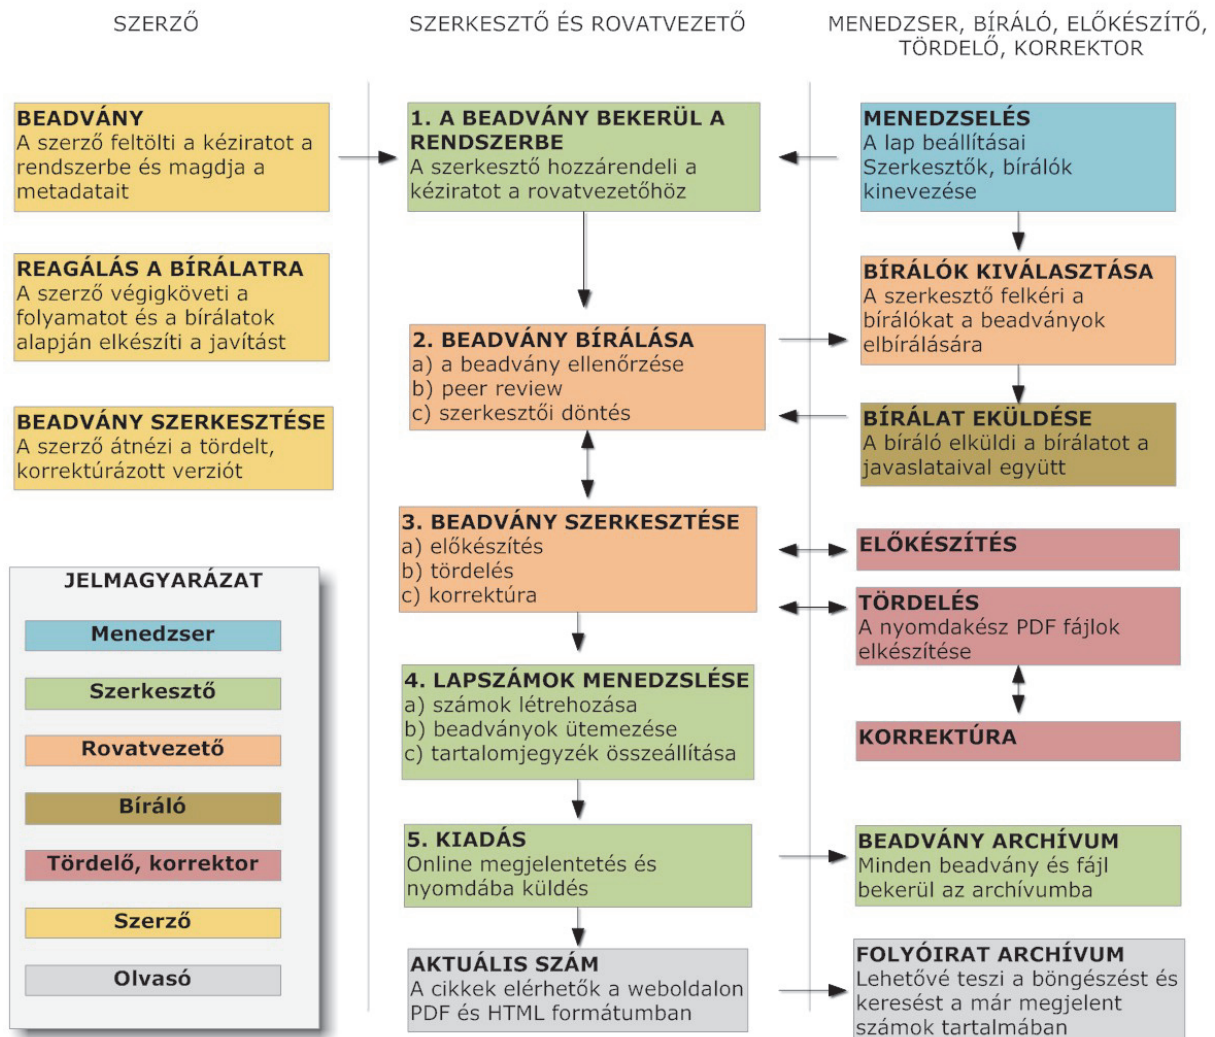 SZERZŐ
BEADVÁNY
A szerző feltölti a kéziratot a
rendszerbe és magdja a
metadatait
REAGÁLÁS A BÍRÁLATRA
A szerző végigköveti a
folyamatot és a bírálatok
alapján elkészíti a javítást
BEADVÁNY SZERKESZTÉSE
A szerző átnézi a tördelt,
korrektúrázott verziót
JELMAGYARÁZAT
Menedzser
Szerkesztő
Rovatvezető
Bíráló
Tördelő, korrektor
Szerző
Olvasó
SZERKESZTŐ ÉS ROVATVEZETŐ
1. A BEADVÁNY BEKERÜL A
RENDSZERBE
A szerkesztő hozzárendeli a
kéziratot a rovatvezetőhöz
2. BEADVÁNY BÍRÁLÁSA
a) a beadvány ellenőrzése
b) peer review
c) szerkesztői döntés
3. BEADVÁNY SZERKESZTÉSE
a) előkészítés
b) tördelés
c) korrektúra
4. LAPSZÁMOK MENEDZSLÉSE
a) számok létrehozása
b) beadványok ütemezése
c) tartalomjegyzék összeállítása
5. KIADÁS
Online megjelentetés és
nyomdába küldés
AKTUÁLIS SZÁM
A cikkek elérhetők a weboldalon
PDF és HTML formátumban
MENEDZSER, BÍRÁLÓ, ELŐKÉSZÍTŐ,
TÖRDELŐ, KORREKTOR
MENEDZSELÉS
A lap beállításai
Szerkesztők, bírálók
kinevezése
BÍRÁLÓK KIVÁLASZTÁSA
A szerkesztő felkéri a
bírálókat a beadványok
elbírálására
BÍRÁLAT EKÜLDÉSE
A bíráló elküldi a bírálatot a
javaslataival együtt
ELŐKÉSZÍTÉS
TÖRDELÉS
A nyomdakész PDF fájlok
elkészítése
KORREKTÚRA
BEADVÁNY ARCHÍVUM
Minden beadvány és fájl
bekerül az archívumba
FOLYÓIRAT ARCHÍVUM
Lehetővé teszi a böngészést és
keresést a már megjelent
számok tartalmában